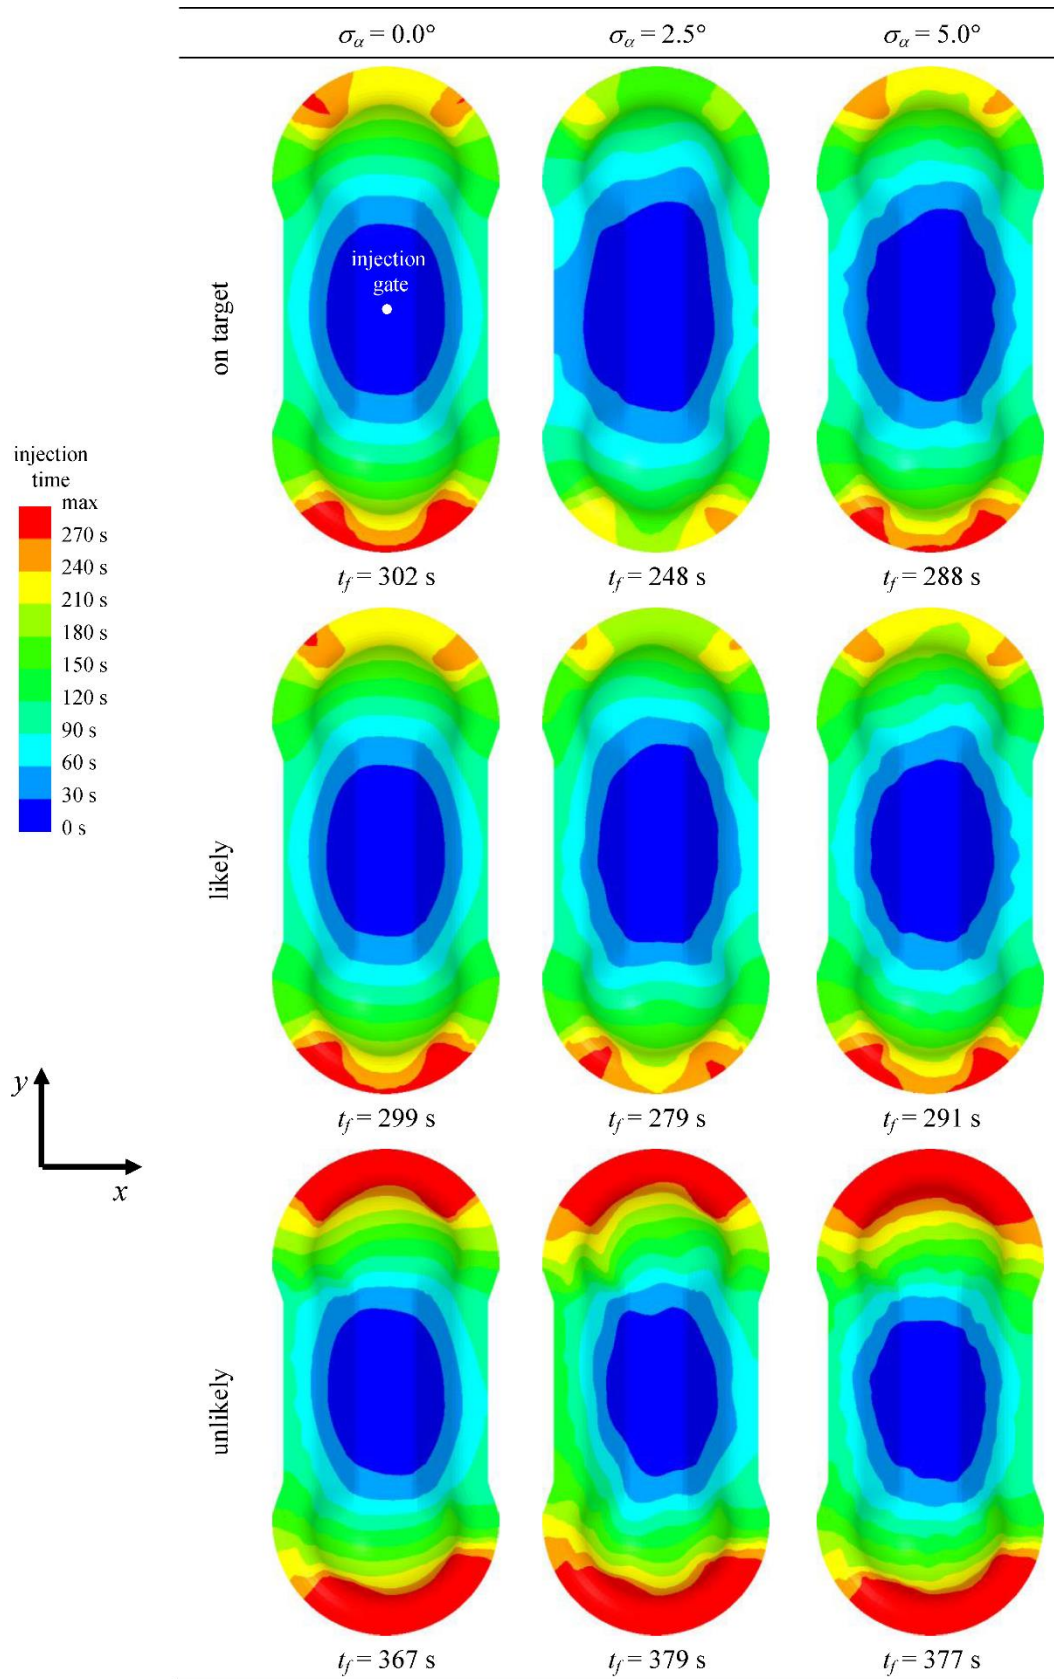 σα = 0.0°
σα = 2.5°
σα = 5.0°
on target
injection
gate
injection
time
max
270 s
240 s
210 s
180 s
150 s
120 s
90 s
60 s
30 s
0 s
tf = 302 s
tf = 248 s
tf = 288 s
likely
y
x
tf = 299 s
tf = 279 s
tf = 291 s
unlikely
tf = 367 s
tf = 379 s
tf = 377 s